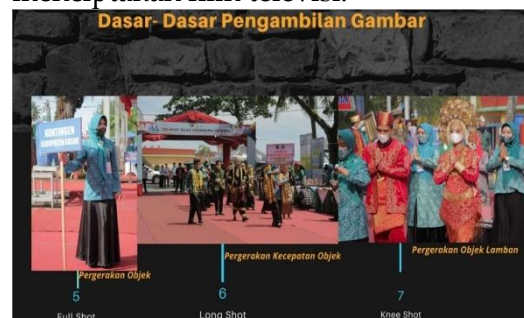 Dasar- Dasar Pengambilan Gambar
KONTINGEN
Pergerakan Objek
Pergerakan Kecepatan Objek
Pergerakan Objek Lamban
5
6
7
Full Shot
Long Shot
Knee Shot